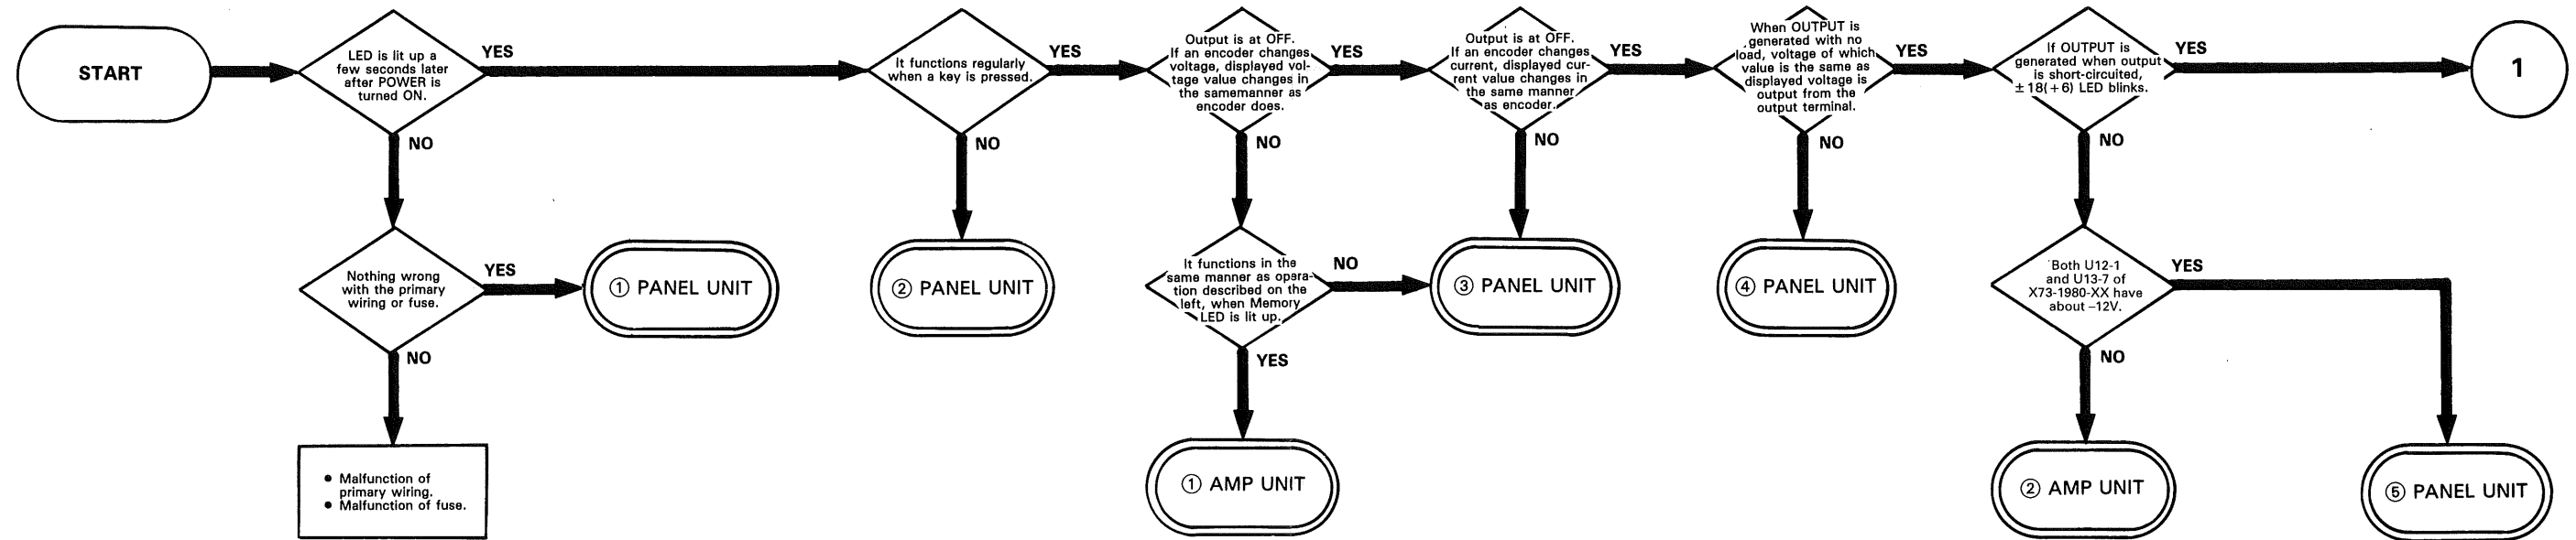 START
LED is lit up a
few seconds later
after POWER is
turned ON.
YES
NO
It functions regularly
when a key is pressed.
YES
NO
Output is at OFF.
If an encoder changes
voltage, displayed vol-
tage value changes in
the samemanner as
encoder does.
YES
NO
Output is at OFF.
If an encoder changes
current, displayed cur-
rent value changes in
the same manner
as encoder.
YES
NO
When OUTPUT is
generated with no
load, voltage of which
value is the same as
displayed voltage is
output from the
output terminal.
YES
NO
If OUTPUT is
generated when output
is short-circuited,
±18(+6) LED blinks.
YES
NO
1
Nothing wrong
with the primary
wiring or fuse.
YES
NO
① PANEL UNIT
② PANEL UNIT
It functions in the
same manner as opera-
tion described on the
left, when Memory
LED is lit up.
NO
YES
③ PANEL UNIT
④ PANEL UNIT
Both U12-1
and U13-7 of
X73-1980-XX have
about –12V.
YES
NO
● Malfunction of
primary wiring.
● Malfunction of fuse.
① AMP UNIT
② AMP UNIT
⑤ PANEL UNIT